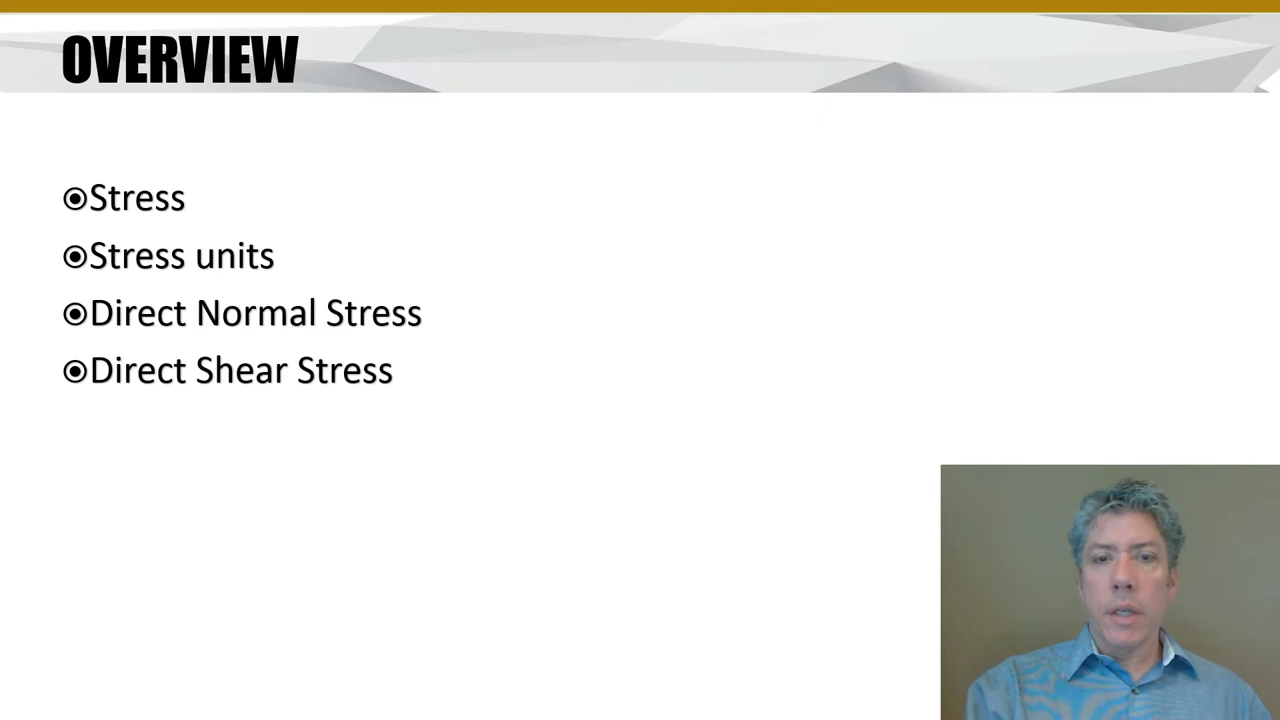 OVERVIEW
Stress
Stress units
Direct Normal Stress
Direct Shear Stress